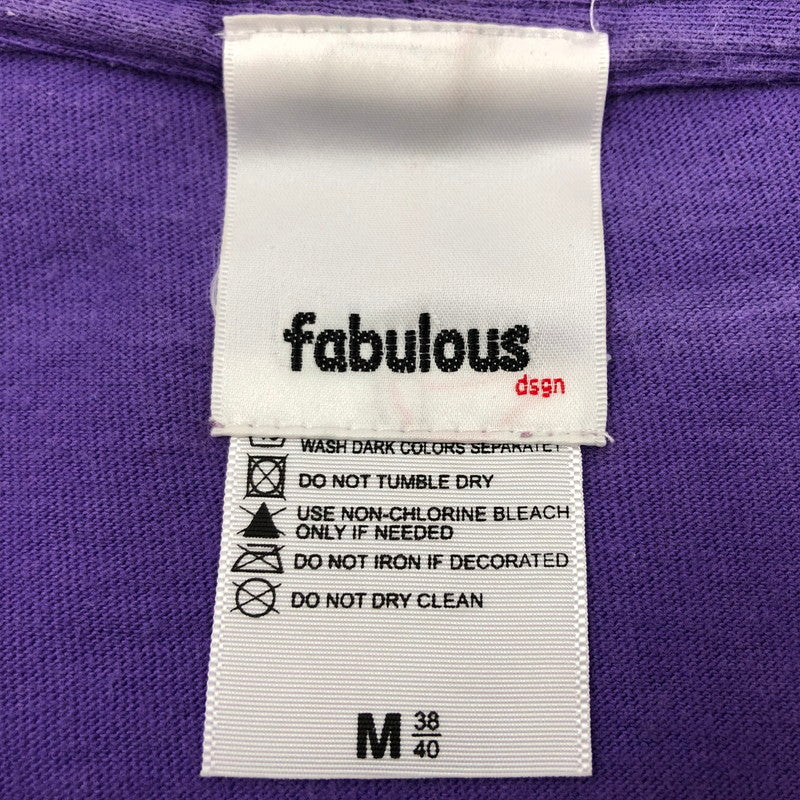 fabulous
dsgn
WASH DARK COLORS SEPARATELY
DO NOT TUMBLE DRY
USE NON-CHLORINE BLEACH
ONLY IF NEEDED
DO NOT IRON IF DECORATED
DO NOT DRY CLEAN
M 38
40